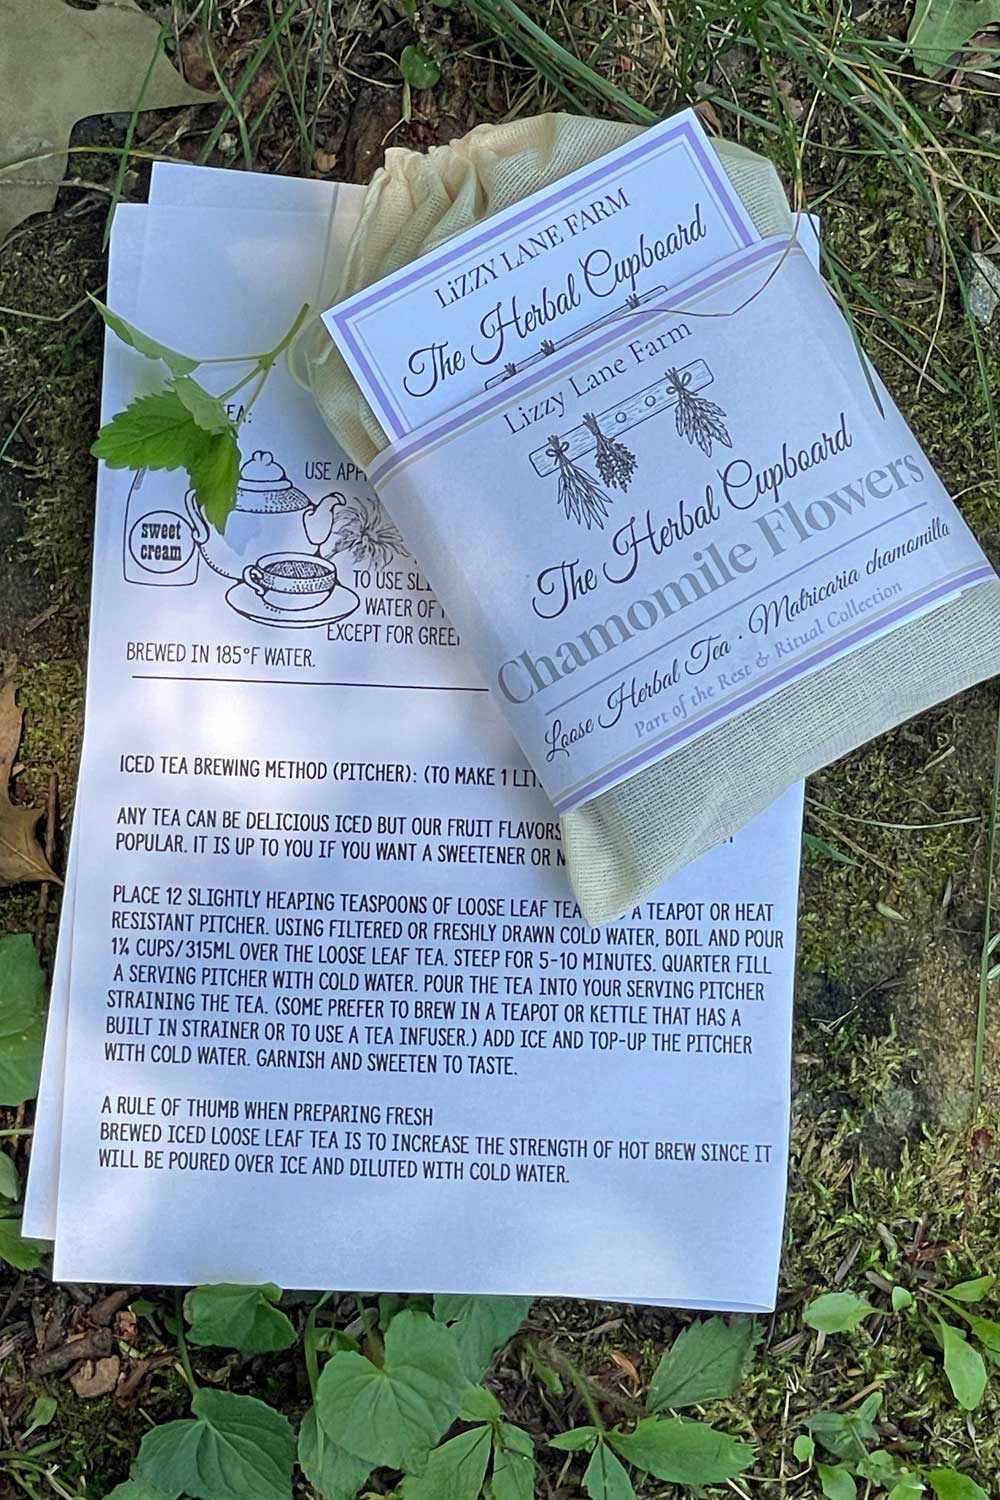 LiZZY LANE FARM
The Herbal Cupboard
Lizzy Lane Farm
The Herbal Cupboard
Chamomile Flowers
Loose Herbal Tea . Matricaria chamomilla
Part of the Rest & Ritual Collection
TEA:
USE
sweet
cream
TO USE
WATER OF
EXCEPT FOR
BREWED IN 185°F WATER.
ICED TEA BREWING METHOD (PITCHER): (TO MAKE 1
ANY TEA CAN BE DELICIOUS ICED BUT OUR FRUIT FLAVORS
POPULAR. IT IS UP TO YOU IF YOU WANT A SWEETENER OR
PLACE 12 SLIGHTLY HEAPING TEASPOONS OF LOOSE LEAF TEA A TEAPOT OR HEAT
RESISTANT PITCHER. USING FILTERED OR FRESHLY DRAWN COLD WATER, BOIL AND POUR
1¼ CUPS/315ML OVER THE LOOSE LEAF TEA. STEEP FOR 5-10 MINUTES. QUARTER FILL
A SERVING PITCHER WITH COLD WATER. POUR THE TEA INTO YOUR SERVING PITCHER
STRAINING THE TEA. (SOME PREFER TO BREW IN A TEAPOT OR KETTLE THAT HAS A
BUILT IN STRAINER OR TO USE A TEA INFUSER.) ADD ICE AND TOP-UP THE PITCHER
WITH COLD WATER. GARNISH AND SWEETEN TO TASTE.
A RULE OF THUMB WHEN PREPARING FRESH
BREWED ICED LOOSE LEAF TEA IS TO INCREASE THE STRENGTH OF HOT BREW SINCE IT
WILL BE POURED OVER ICE AND DILUTED WITH COLD WATER.